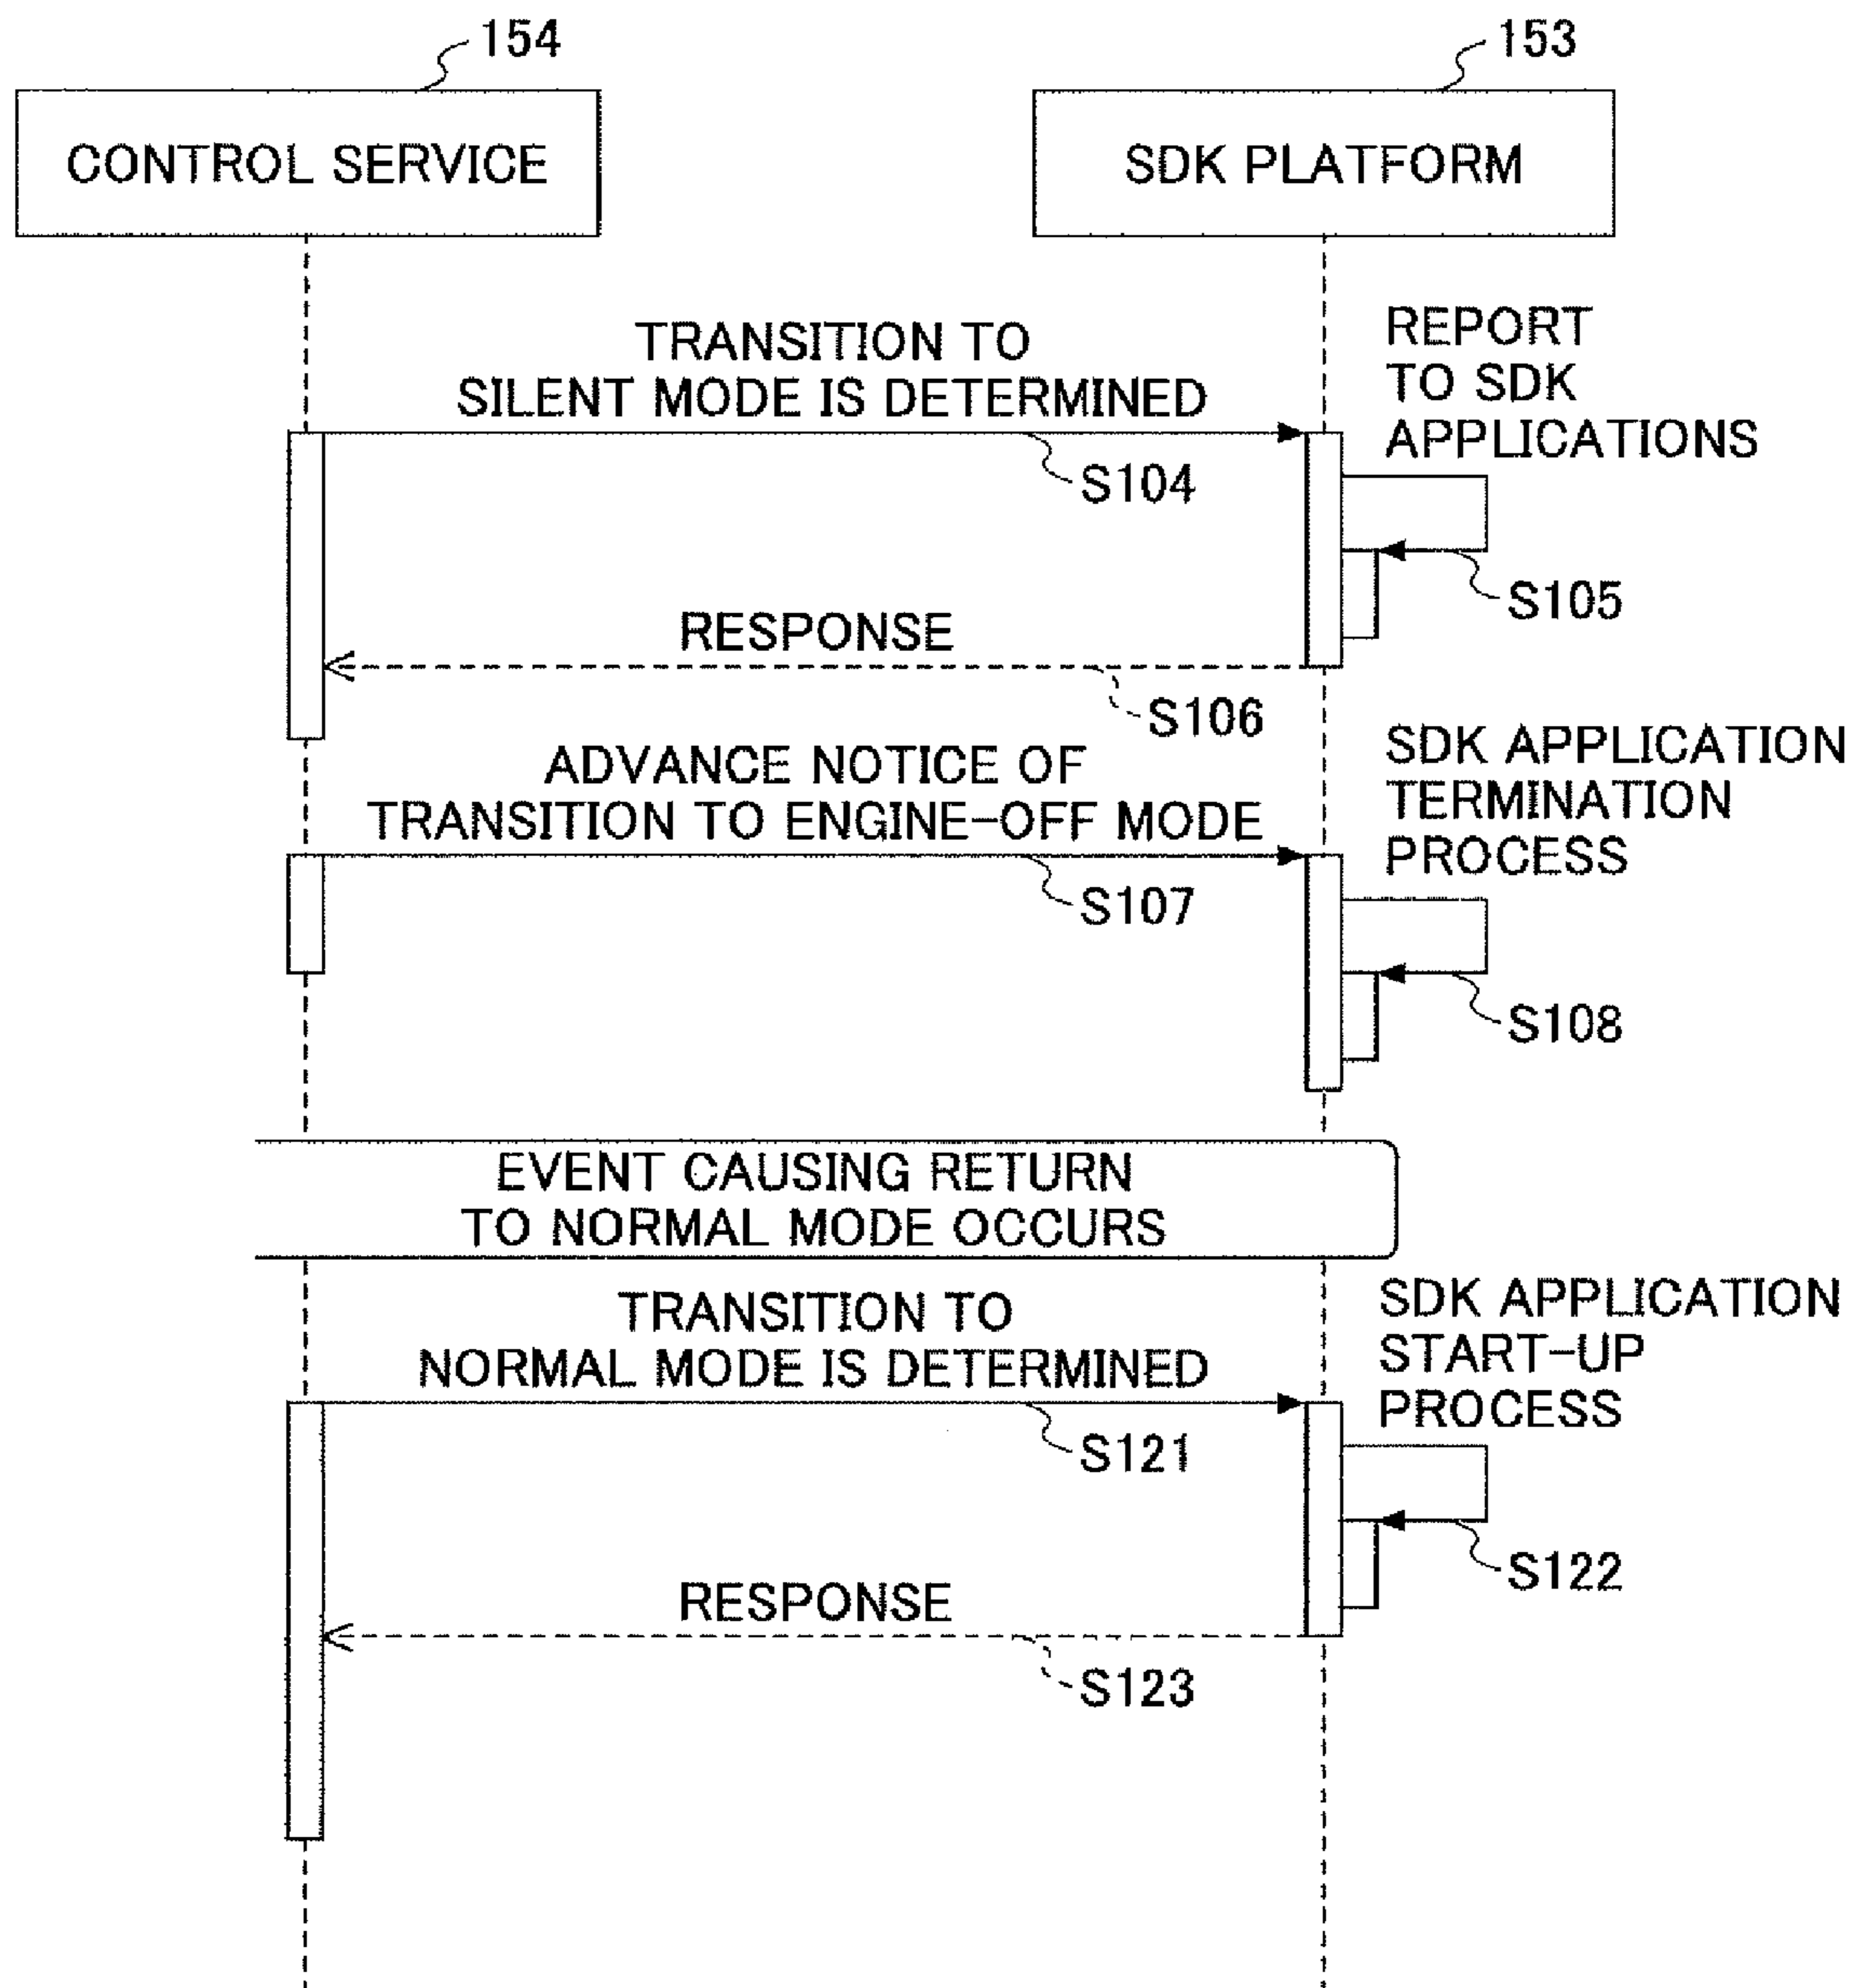 154
153
CONTROL SERVICE
SDK PLATFORM
TRANSITION TO
SILENT MODE IS DETERMINED
REPORT
TO SDK
APPLICATIONS
S104
S105
RESPONSE
S106
ADVANCE NOTICE OF
TRANSITION TO ENGINE-OFF MODE
SDK APPLICATION
TERMINATION
PROCESS
S107
S108
EVENT CAUSING RETURN
TO NORMAL MODE OCCURS
TRANSITION TO
NORMAL MODE IS DETERMINED
SDK APPLICATION
START-UP
PROCESS
S121
S122
RESPONSE
S123